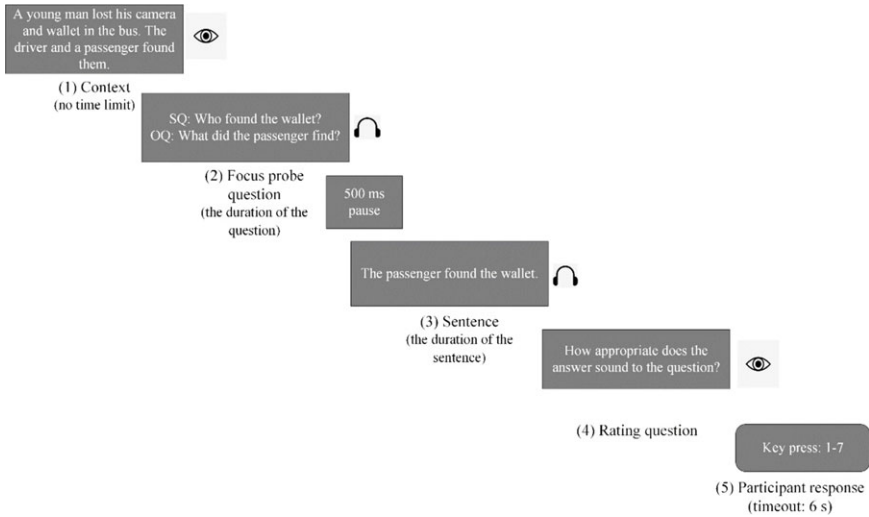 A young man lost his camera
and wallet in the bus. The
driver and a passenger found
them.
(1) Context
(no time limit)
SQ: Who found the wallet?
OQ: What did the passenger find?
(2) Focus probe
question
(the duration of the
question)
500 ms
pause
The passenger found the wallet.
(3) Sentence
(the duration of the
sentence)
How appropriate does the
answer sound to the question?
(4) Rating question
Key press: 1-7
(5) Participant response
(timeout: 6 s)